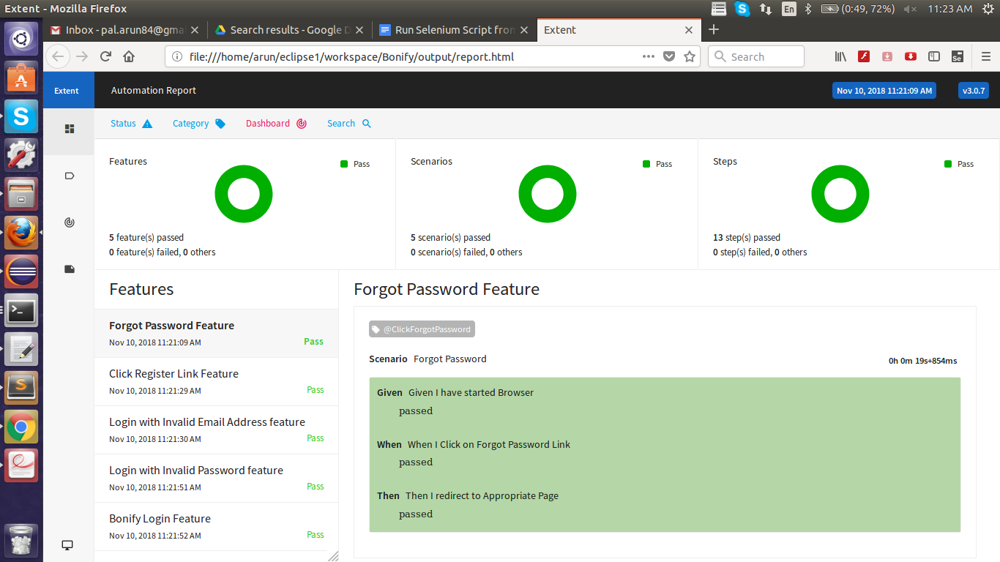 Extent - Mozilla Firefox
En
(0:49, 72%)
11:23 AM
Inbox - pal.arun84@gma
Search results - Google D
Run Selenium Script from
Extent
file:///home/arun/eclipse1/workspace/Bonify/output/report.html
Search
Se
Extent
Automation Report
Nov 10, 2018 11:21:09 AM
v3.0.7
Status
Category
Dashboard
Search
Features
Pass
5 feature(s) passed
0 feature(s) failed, 0 others
Scenarios
Pass
5 scenario(s) passed
0 scenario(s) failed, 0 others
Steps
Pass
13 step(s) passed
0 step(s) failed, 0 others
Features
Forgot Password Feature
Nov 10, 2018 11:21:09 AM
Pass
Click Register Link Feature
Nov 10, 2018 11:21:29 AM
Pass
Login with Invalid Email Address feature
Nov 10, 2018 11:21:30 AM
Pass
Login with Invalid Password feature
Nov 10, 2018 11:21:51 AM
Pass
Bonify Login Feature
Nov 10, 2018 11:21:52 AM
Pass
Forgot Password Feature
@ClickForgotPassword
Scenario Forgot Password
0h 0m 19s+854ms
Given Given I have started Browser
passed
When When I Click on Forgot Password Link
passed
Then Then I redirect to Appropriate Page
passed